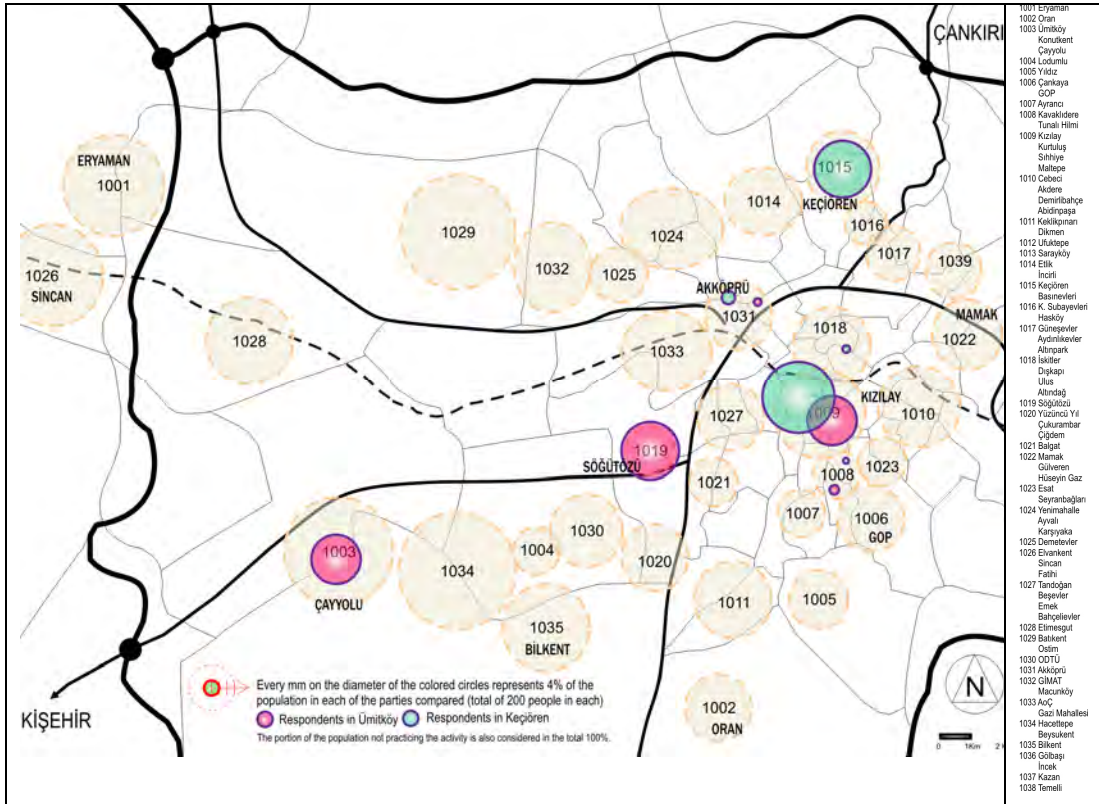 ÇANKIRI
ERYAMAN
1001
1015
KEÇİÖREN
1014
1029
1024
1016
1017
1039
1026
SİNCAN
1032
1025
AKKÖPRÜ
1031
1018
MAMAK
1022
1028
1033
KIZILAY
1009
1010
1027
1019
SÖĞÜTÖZÜ
1008
1023
1021
1007
1006
GOP
1030
1003
1004
1034
1020
ÇAYYOLU
1011
1005
1035
BİLKENT
1002
ORAN
KİŞEHİR
Every mm on the diameter of the colored circles represents 4% of the
population in each of the parties compared (total of 200 people in each)
Respondents in Ümitköy Respondents in Keçiören
The portion of the population not practicing the activity is also considered in the total 100%.
N
0 1Km 2
1001 Eryaman
1002 Oran
1003 Ümitköy
Konutkent
Çayyolu
1004 Lodumlu
1005 Yıldız
1006 Çankaya
GOP
1007 Ayrancı
1008 Kavaklıdere
Tunalı Hilmi
1009 Kızılay
Kurtuluş
Sıhhiye
Maltepe
1010 Cebeci
Akdere
Demirlibahçe
Abidinpaşa
1011 Keklikpınarı
Dikmen
1012 Ufuktepe
1013 Sarayköy
1014 Etlik
İncirli
1015 Keçiören
Basınevleri
1016 K. Subayevleri
Hasköy
1017 Güneşevler
Aydınlıkevler
Altınpark
1018 İskitler
Dışkapı
Ulus
Altındağ
1019 Söğütözü
1020 Yüzüncü Yıl
Çukurambar
Çiğdem
1021 Balgat
1022 Mamak
Gülveren
Hüseyin Gaz
1023 Esat
Seyranbağları
1024 Yenimahalle
Ayvalı
Karşıyaka
1025 Demetevler
1026 Elvankent
Sincan
Fatihi
1027 Tandoğan
Beşevler
Emek
Bahçelievler
1028 Etimesgut
1029 Batıkent
Ostim
1030 ODTÜ
1031 Akköprü
1032 GİMAT
Macunköy
1033 AoÇ
Gazi Mahallesi
1034 Hacettepe
Beysukent
1035 Bilkent
1036 Gölbaşı
İncek
1037 Kazan
1038 Temelli